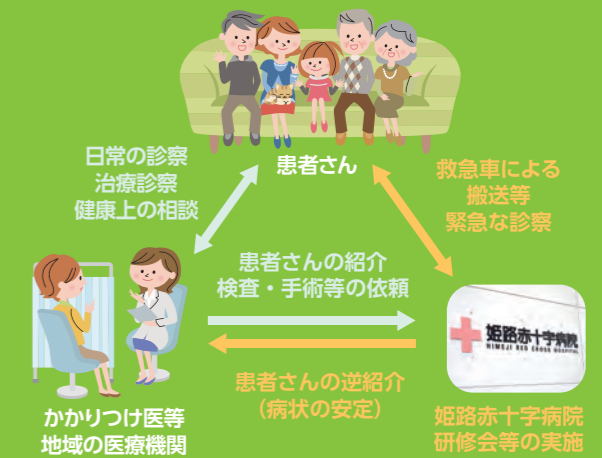 患者さん
日常の診察
治療診察
健康上の相談
救急車による
搬送等
緊急な診察
患者さんの紹介
検査・手術等の依頼
姫路赤十字病院
HIMEJI RED CROSS HOSPITAL
患者さんの逆紹介
（病状の安定）
かかりつけ医等
地域の医療機関
姫路赤十字病院
研修会等の実施